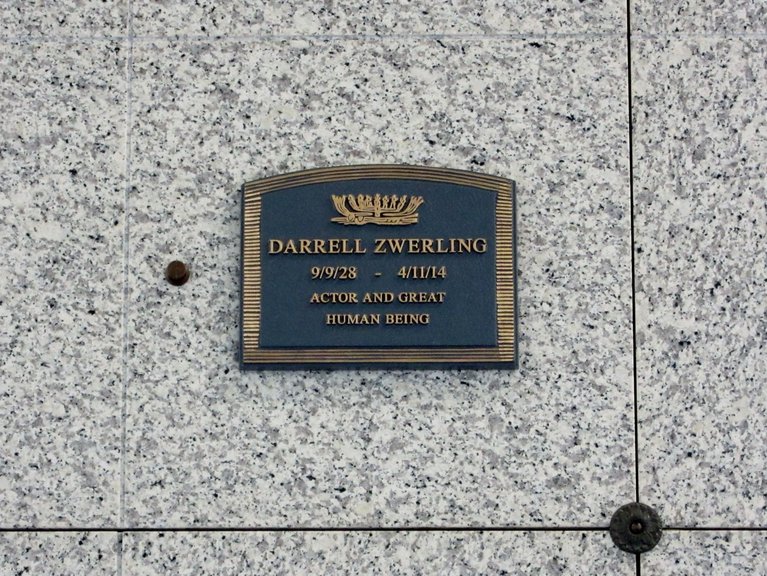 DARRELL ZWERLING
9/9/28 - 4/11/14
ACTOR AND GREAT
HUMAN BEING